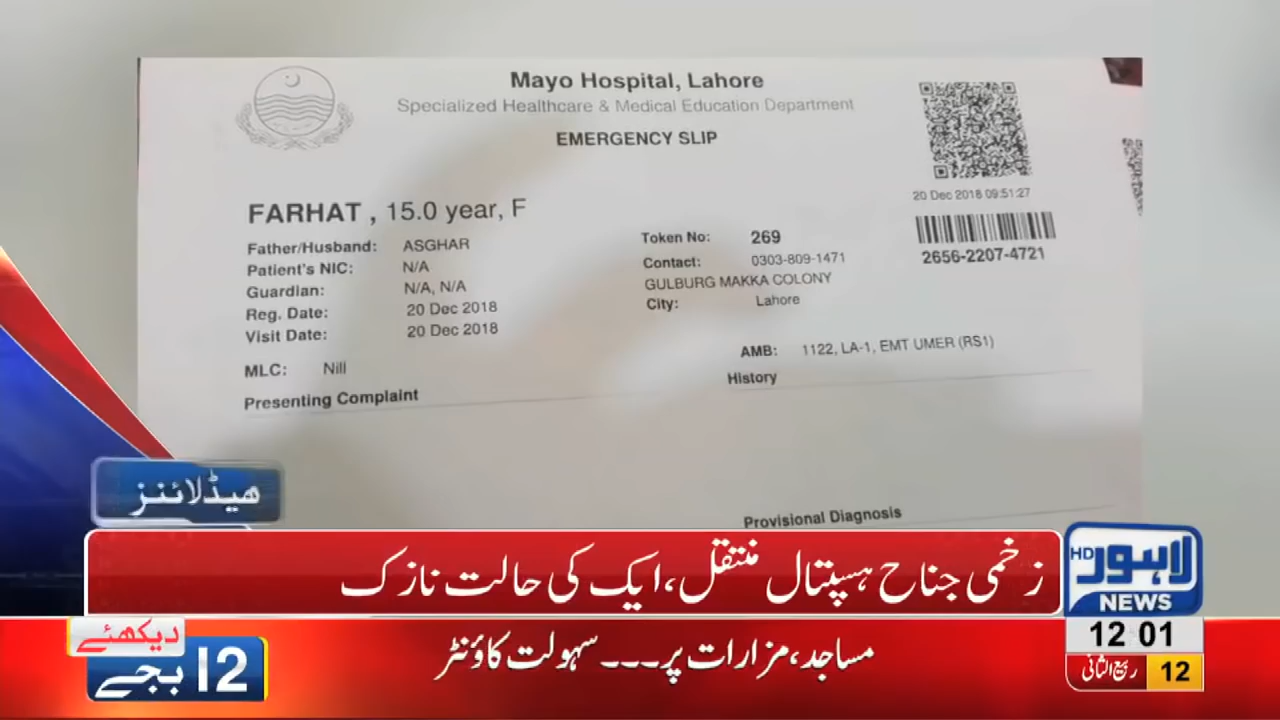 Mayo Hospital, Lahore
Specialized Healthcare & Medical Education Department
EMERGENCY SLIP
20 Dec 2018 09:51:27
FARHAT , 15.0 year, F
2656-2207-4721
Father/Husband: ASGHAR
Patient's NIC: N/A
Guardian: N/A, N/A
Reg. Date: 20 Dec 2018
Visit Date: 20 Dec 2018
MLC: Nill
Presenting Complaint
Token No: 269
Contact: 0303-809-1471
GULBURG MAKKA COLONY
City: Lahore
AMB: 1122, LA-1, EMT UMER (RS1)
History
Provisional Diagnosis
ہیڈلائنز
زخمی جناح ہسپتال منتقل، ایک کی حالت نازک
لاہور HD
NEWS
12 01
12 ربیع الثانی
دیکھئے
12 بجے
مساجد، مزارات پر۔۔۔ سہولت کاؤنٹر